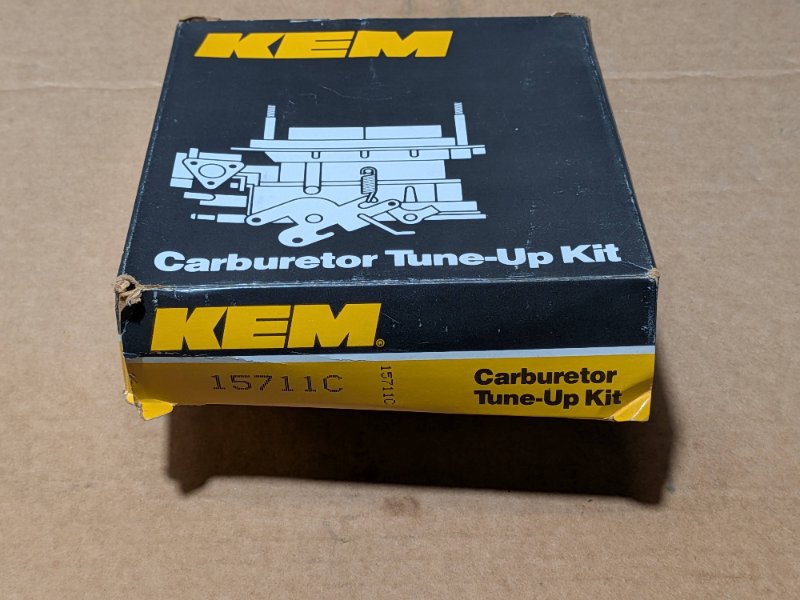 KEM
Carburetor Tune-Up Kit
KEM®
15711C
15711C
Carburetor
Tune-Up Kit